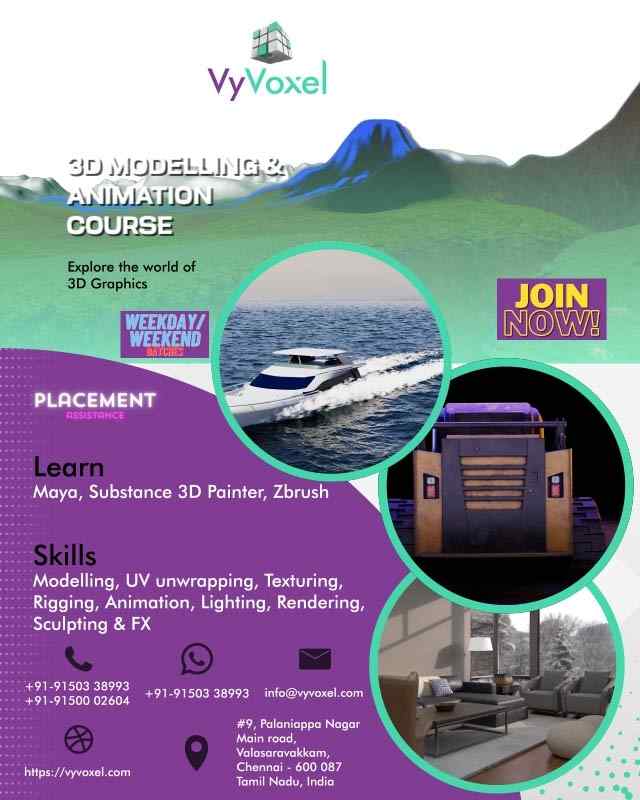 VyVoxel
3D MODELLING &
ANIMATION
COURSE
Explore the world of
3D Graphics
WEEKDAY/
WEEKEND
BATCHES
JOIN
NOW!
PLACEMENT
ASSISTANCE
Learn
Maya, Substance 3D Painter, Zbrush
Skills
Modelling, UV unwrapping, Texturing,
Rigging, Animation, Lighting, Rendering,
Sculpting & FX
+91-91503 38993
+91-91500 02604
+91-91503 38993
info@vyvoxel.com
https://vyvoxel.com
#9, Palaniappa Nagar
Main road,
Valasaravakkam,
Chennai - 600 087
Tamil Nadu, India